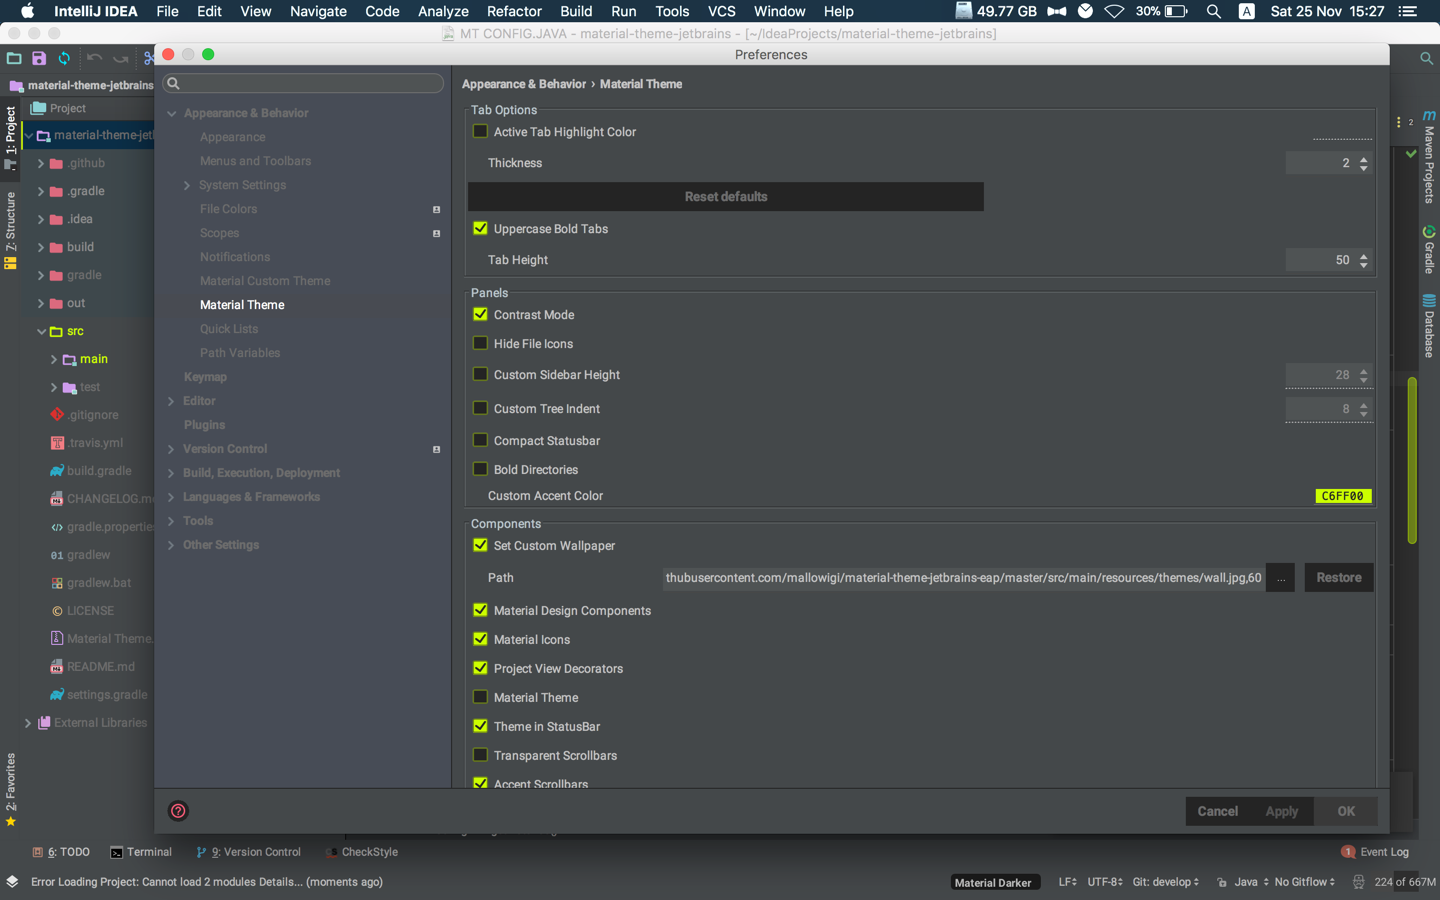 IntelliJ IDEA File Edit View Navigate Code Analyze Refactor Build Run Tools VCS Window Help 49.77 GB 30% A Sat 25 Nov 15:27
MT CONFIG.JAVA - material-theme-jetbrains - [~/IdeaProjects/material-theme-jetbrains]
Preferences
material-theme-jetbrains
Project
material-theme-jetl
.github
.gradle
.idea
build
gradle
out
src
main
test
.gitignore
.travis.yml
build.gradle
CHANGELOG.m
gradle.propertie
gradlew
gradlew.bat
LICENSE
Material Theme.
README.md
settings.gradle
External Libraries
1: Project
7: Structure
2: Favorites
Appearance & Behavior
Appearance
Menus and Toolbars
System Settings
File Colors
Scopes
Notifications
Material Custom Theme
Material Theme
Quick Lists
Path Variables
Keymap
Editor
Plugins
Version Control
Build, Execution, Deployment
Languages & Frameworks
Tools
Other Settings
Appearance & Behavior › Material Theme
Tab Options
Active Tab Highlight Color
Thickness 2
Reset defaults
Uppercase Bold Tabs
Tab Height 50
Panels
Contrast Mode
Hide File Icons
Custom Sidebar Height 28
Custom Tree Indent 8
Compact Statusbar
Bold Directories
Custom Accent Color C6FF00
Components
Set Custom Wallpaper
Path thubusercontent.com/mallowigi/material-theme-jetbrains-eap/master/src/main/resources/themes/wall.jpg,60 ... Restore
Material Design Components
Material Icons
Project View Decorators
Material Theme
Theme in StatusBar
Transparent Scrollbars
Accent Scrollbars
? Cancel Apply OK
2
m Maven Projects
Gradle
Database
6: TODO Terminal 9: Version Control CheckStyle 1 Event Log
Error Loading Project: Cannot load 2 modules Details... (moments ago) Material Darker LF UTF-8 Git: develop Java No Gitflow 224 of 667M